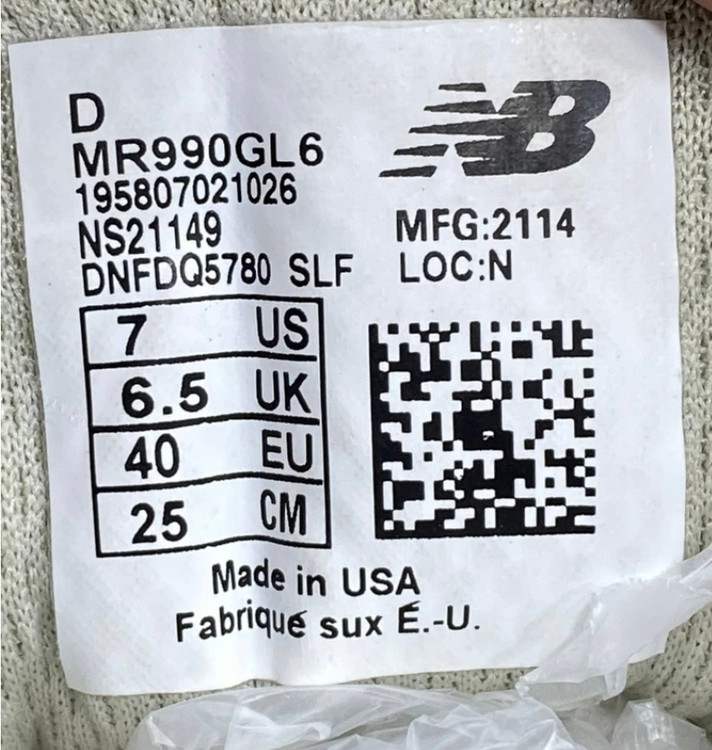 D
MR990GL6
195807021026
NS21149
DNFDQ5780 SLF
NB
MFG:2114
LOC:N
7 US
6.5 UK
40 EU
25 CM
Made in USA
Fabriqué sux É.-U.